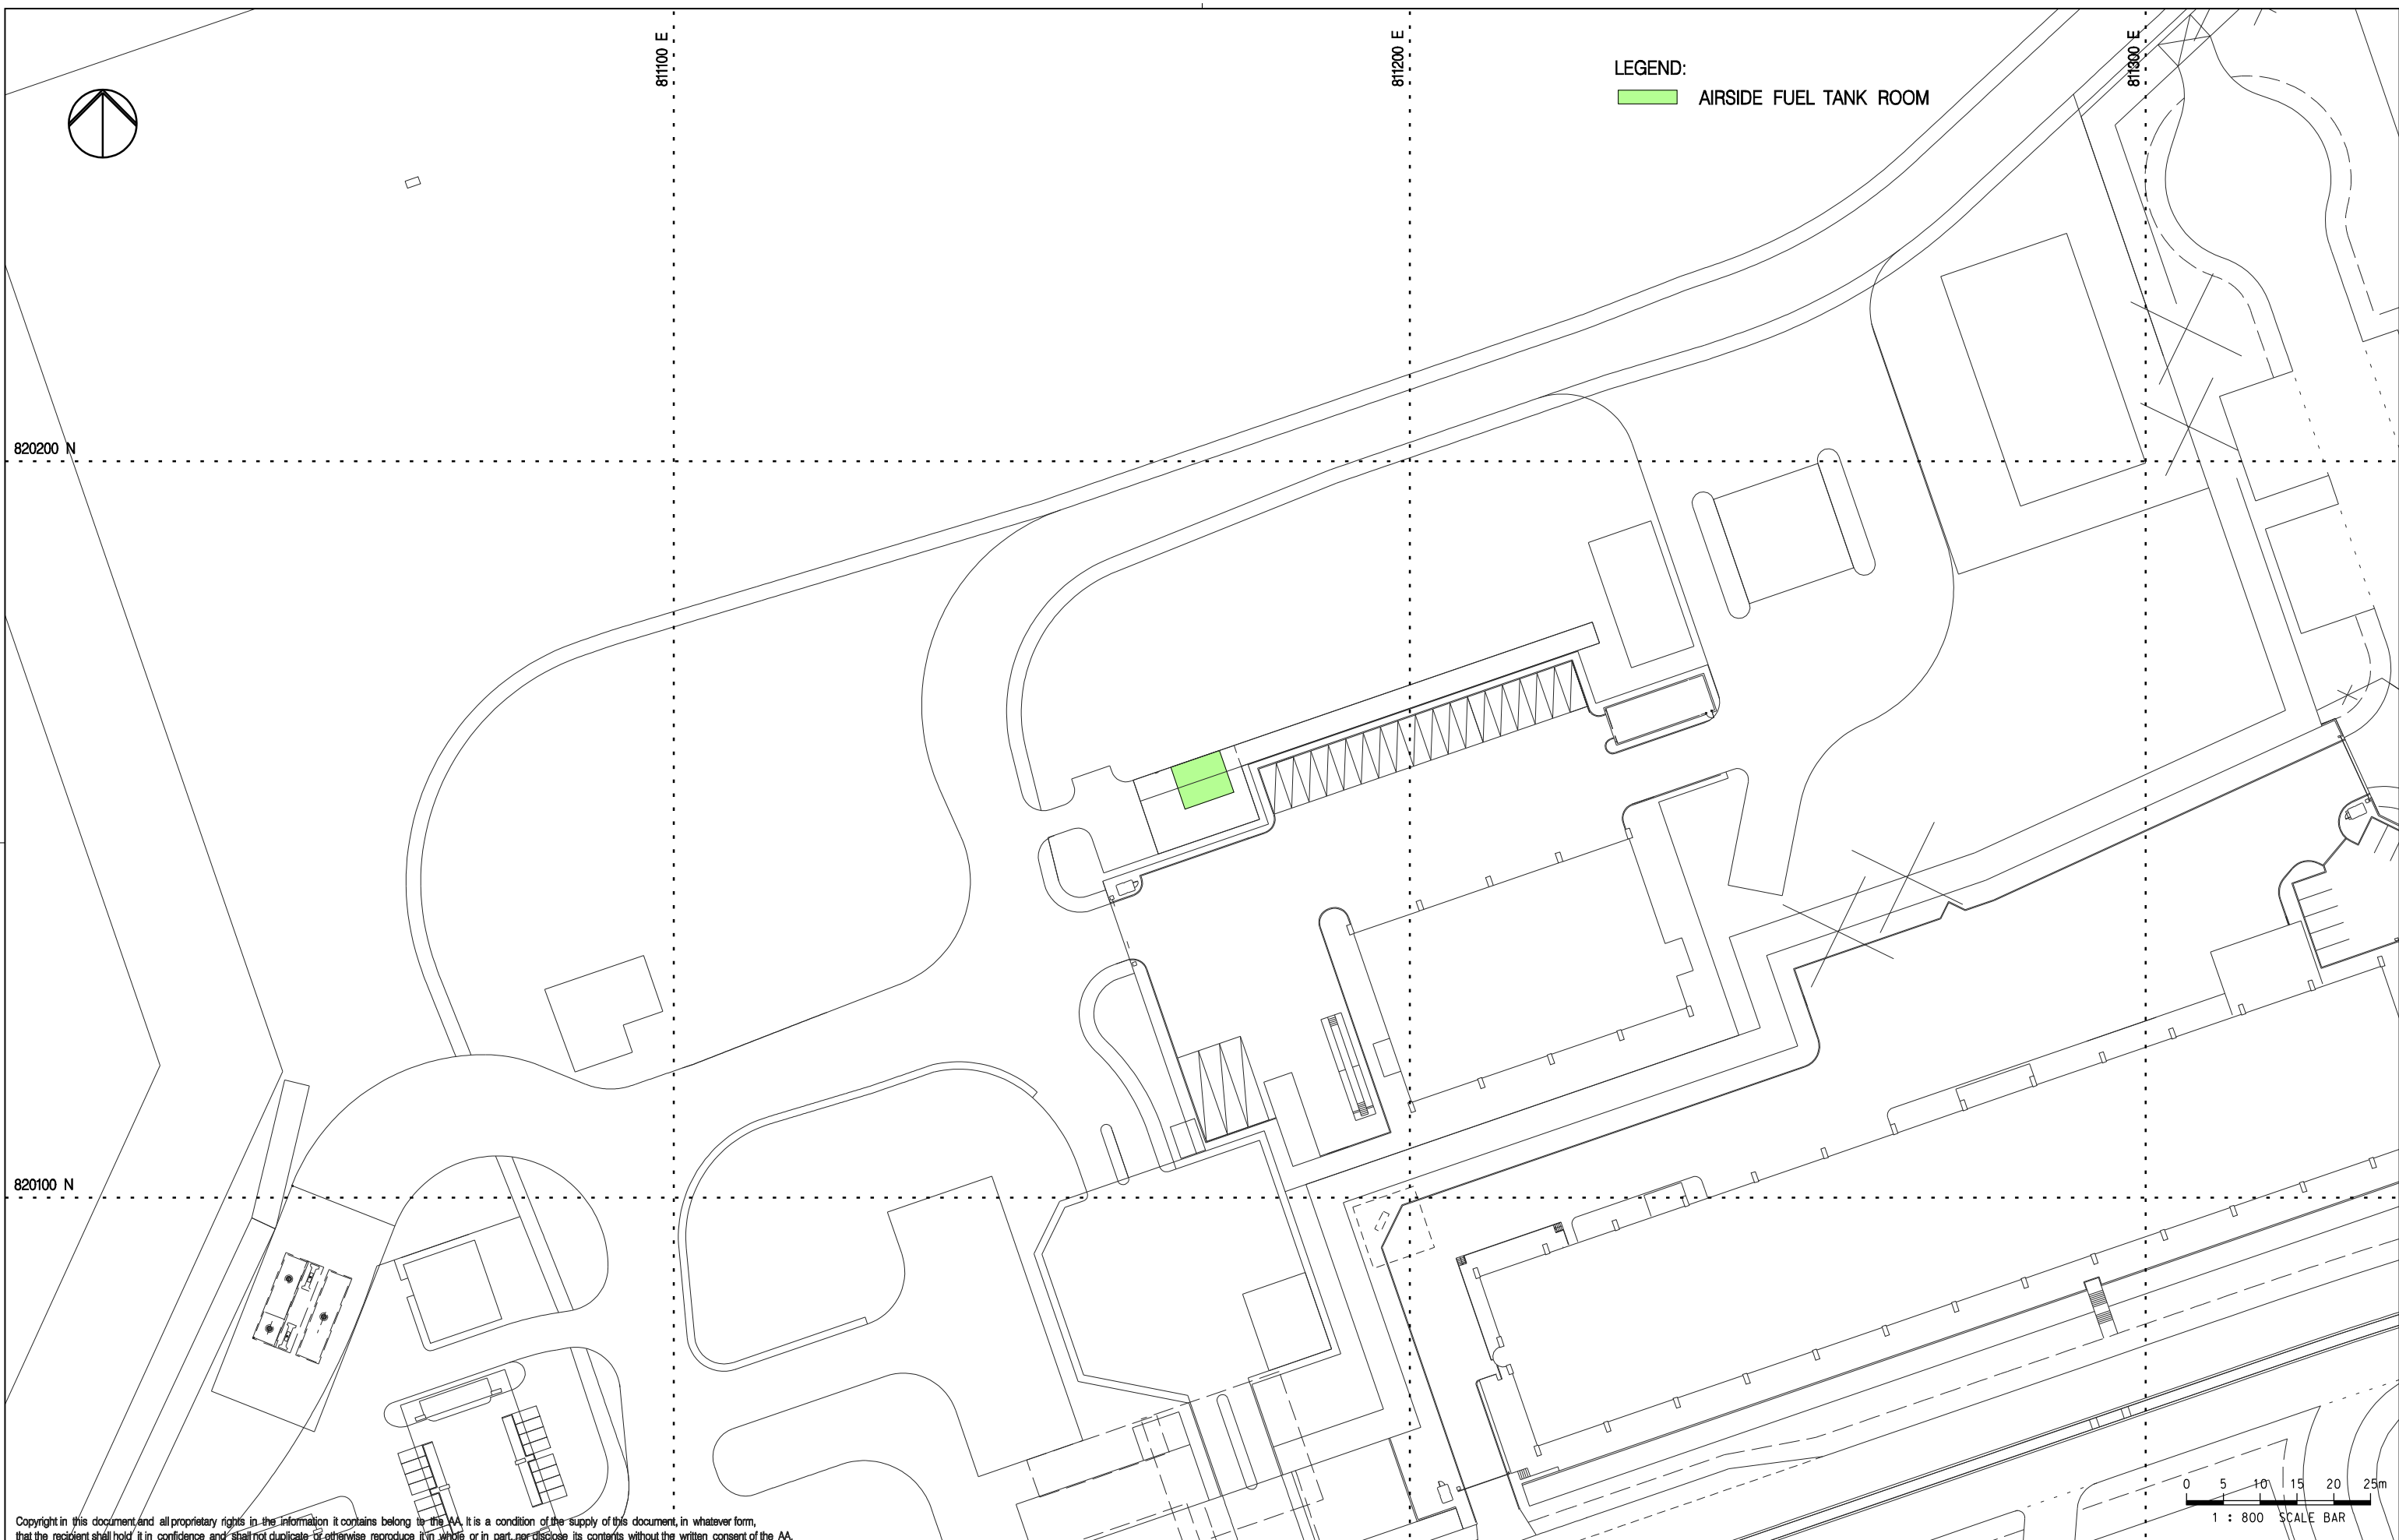 811100 E
811200 E
811300 E
LEGEND:
AIRSIDE FUEL TANK ROOM
820200 N
820100 N
0 5 10 15 20 25m
1 : 800 SCALE BAR
Copyright in this document and all proprietary rights in the information it contains belong to the AA. It is a condition of the supply of this document, in whatever form,
that the recipient shall hold it in confidence and shall not duplicate or otherwise reproduce it in whole or in part, nor disclose its contents without the written consent of the AA.